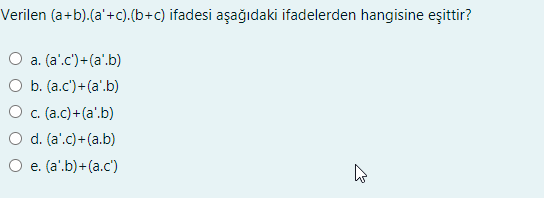 Verilen (a+b).(a'+c).(b+c) ifadesi aşağıdaki ifadelerden hangisine eşittir?
a. (a'.c')+(a'.b)
b. (a.c')+(a'.b)
c. (a.c)+(a'.b)
d. (a'.c)+(a.b)
e. (a'.b)+(a.c')